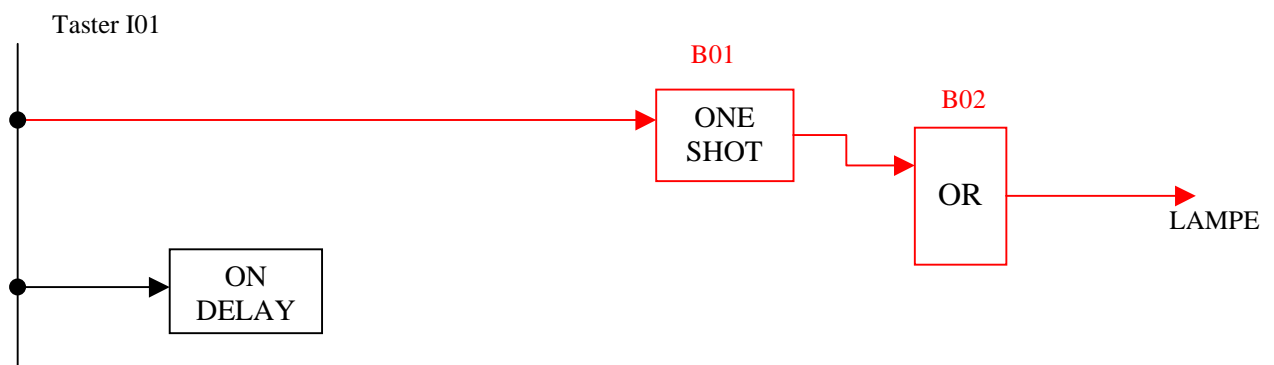 Taster I01
B01
ONE
SHOT
B02
OR
LAMPE
ON
DELAY